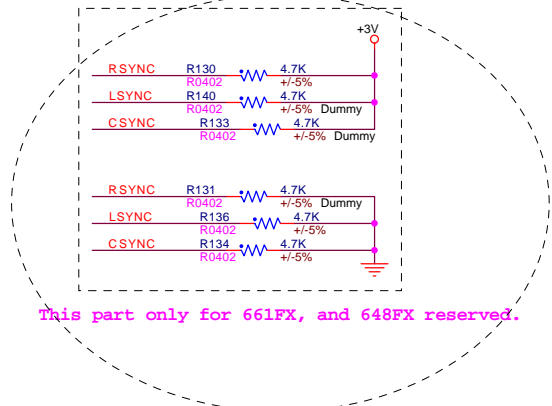 +3V
RSYNC R130 4.7K
R0402 +/-5%
LSYNC R140 4.7K
R0402 +/-5% Dummy
CSYNC R133 4.7K
R0402 +/-5% Dummy
RSYNC R131 4.7K
R0402 +/-5% Dummy
LSYNC R136 4.7K
R0402 +/-5%
CSYNC R134 4.7K
R0402 +/-5%
This part only for 661FX, and 648FX reserved.